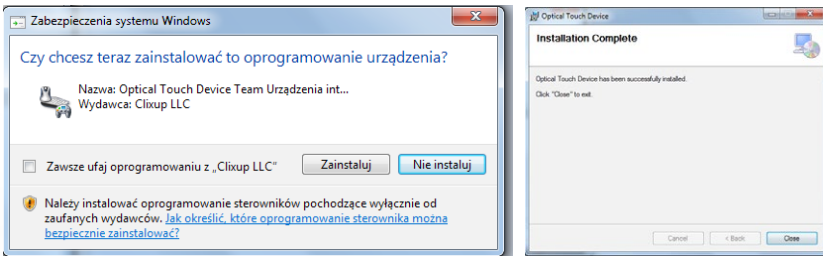 Zabezpieczenia systemu Windows
Czy chcesz teraz zainstalować to oprogramowanie urządzenia?
Nazwa: Optical Touch Device Team Urządzenia int...
Wydawca: Clixup LLC
Zawsze ufaj oprogramowaniu z „Clixup LLC”
Zainstaluj
Nie instaluj
Należy instalować oprogramowanie sterowników pochodzące wyłącznie od
zaufanych wydawców. Jak określić, które oprogramowanie sterownika można
bezpiecznie zainstalować?
Optical Touch Device
Installation Complete
Optical Touch Device has been successfully installed.
Click "Close" to exit.
Cancel
< Back
Close